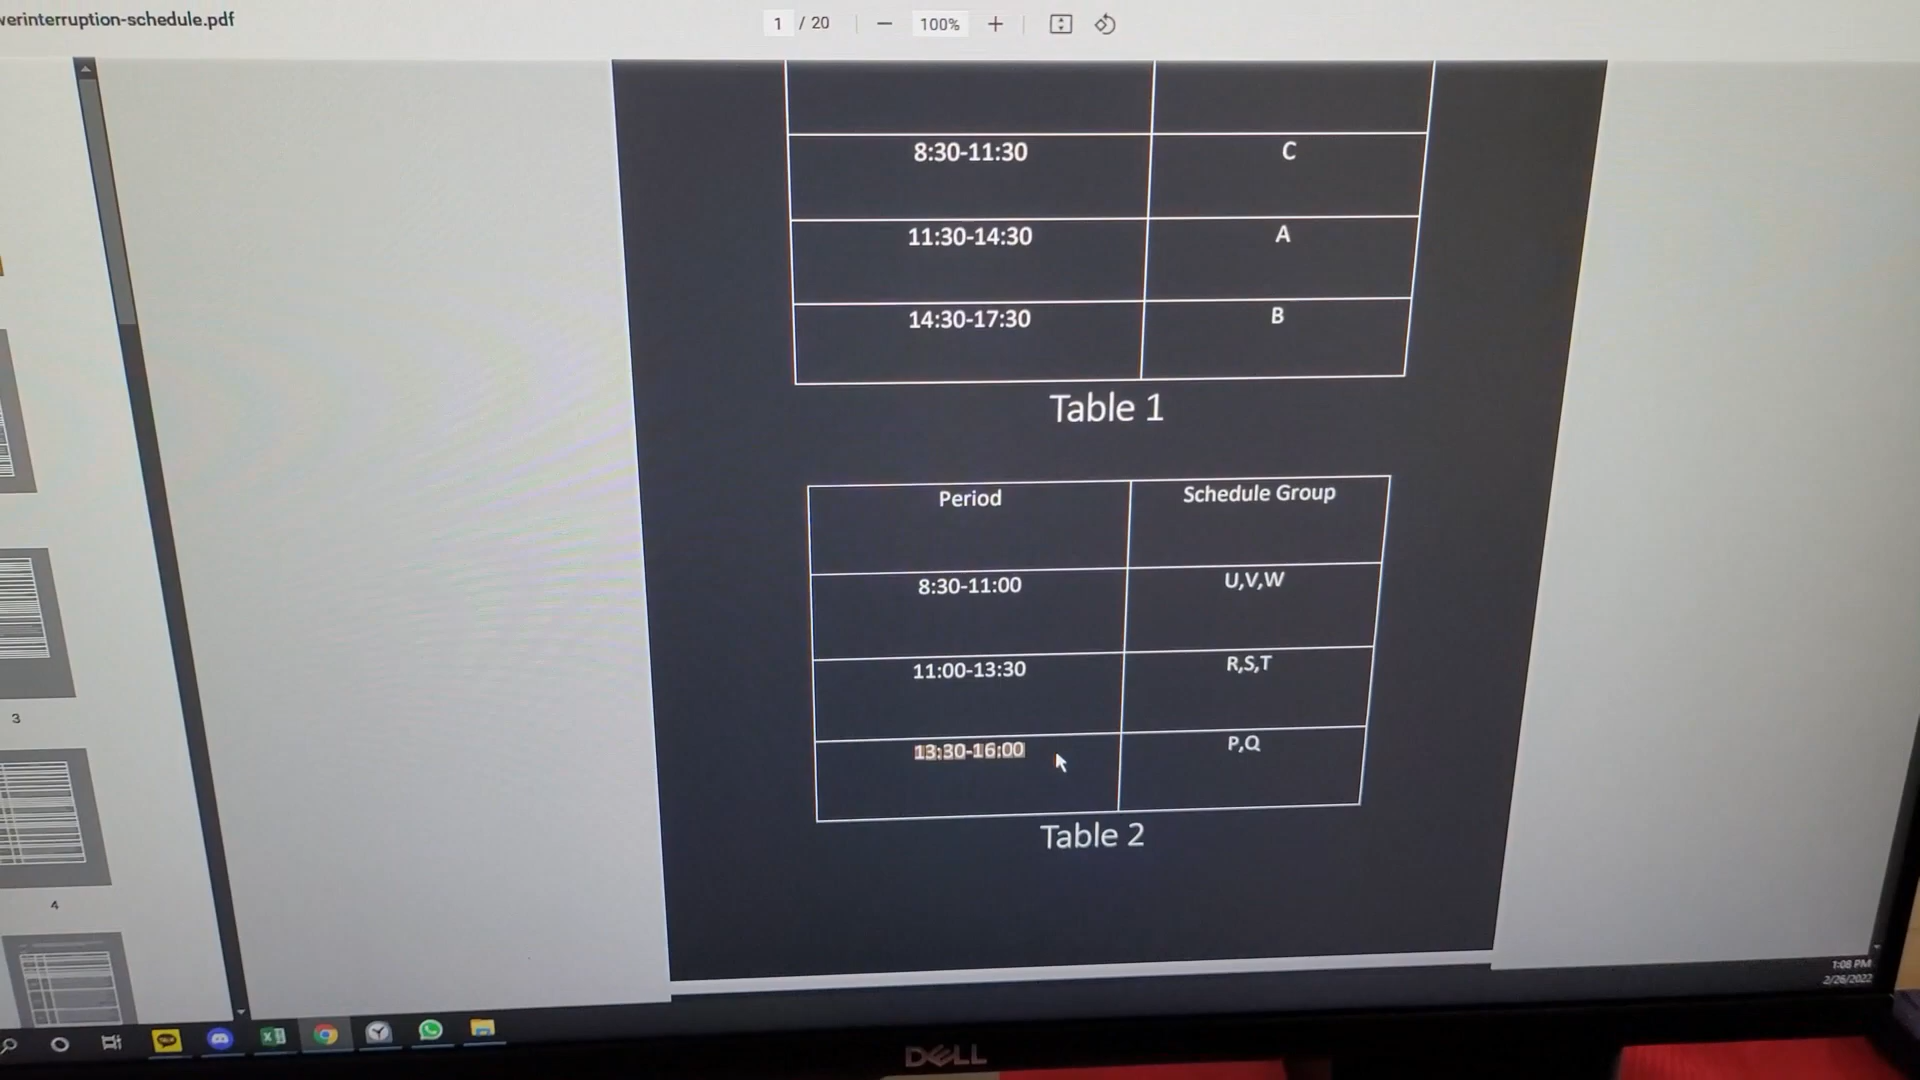 verinterruption-schedule.pdf
1 / 20
100%
8:30-11:30 C
11:30-14:30 A
14:30-17:30 B
Table 1
Period Schedule Group
8:30-11:00 U,V,W
11:00-13:30 R,S,T
13:30-16:00 P,Q
Table 2
3
4
1:08 PM
2/26/2022
DELL